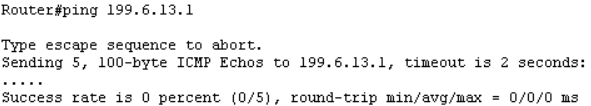 Router#ping 199.6.13.1
Type escape sequence to abort.
Sending 5, 100-byte ICMP Echos to 199.6.13.1, timeout is 2 seconds:
.....
Success rate is 0 percent (0/5), round-trip min/avg/max = 0/0/0 ms